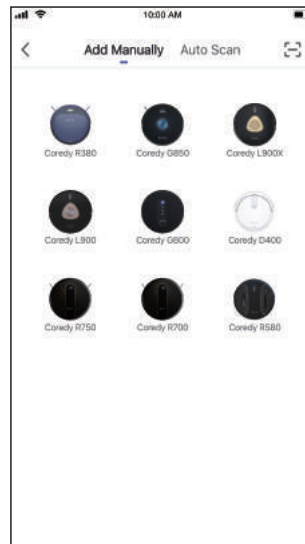 10:00 AM
Add Manually Auto Scan
Coredy R380 Coredy G850 Coredy L900X
Coredy L900 Coredy G800 Coredy D400
Coredy R750 Coredy R700 Coredy R580